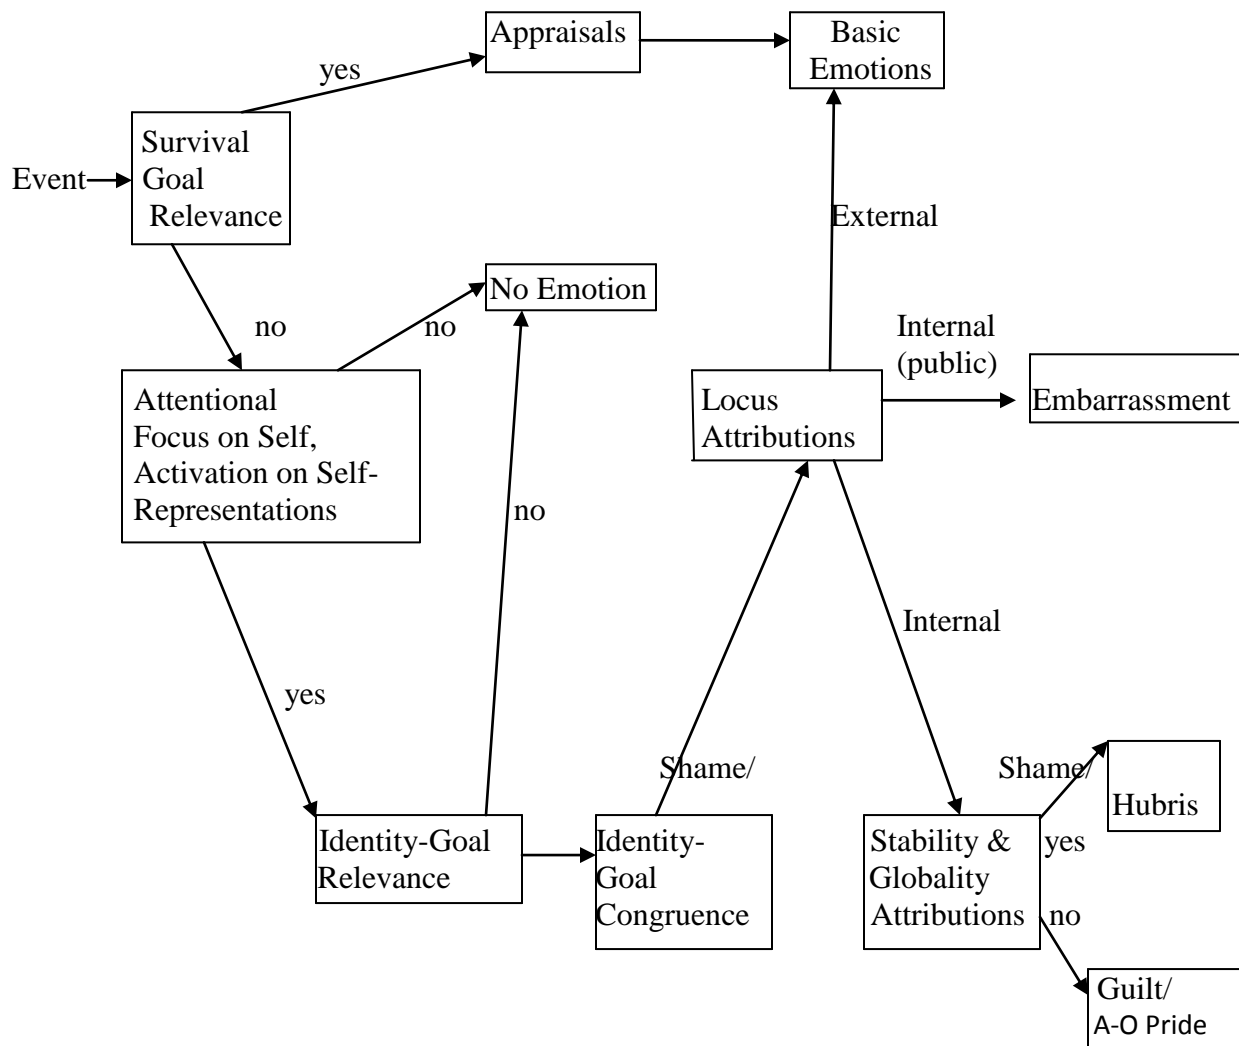 Appraisals
Basic
Emotions
yes
Survival
Goal
Relevance
Event
External
No Emotion
no
no
Internal
(public)
Attentional
Focus on Self,
Activation on Self-
Representations
Locus
Attributions
Embarrassment
no
Internal
yes
Shame/
Shame/
Hubris
Identity-Goal
Relevance
Identity-
Goal
Congruence
Stability &
Globality
Attributions
yes
no
Guilt/
A-O Pride